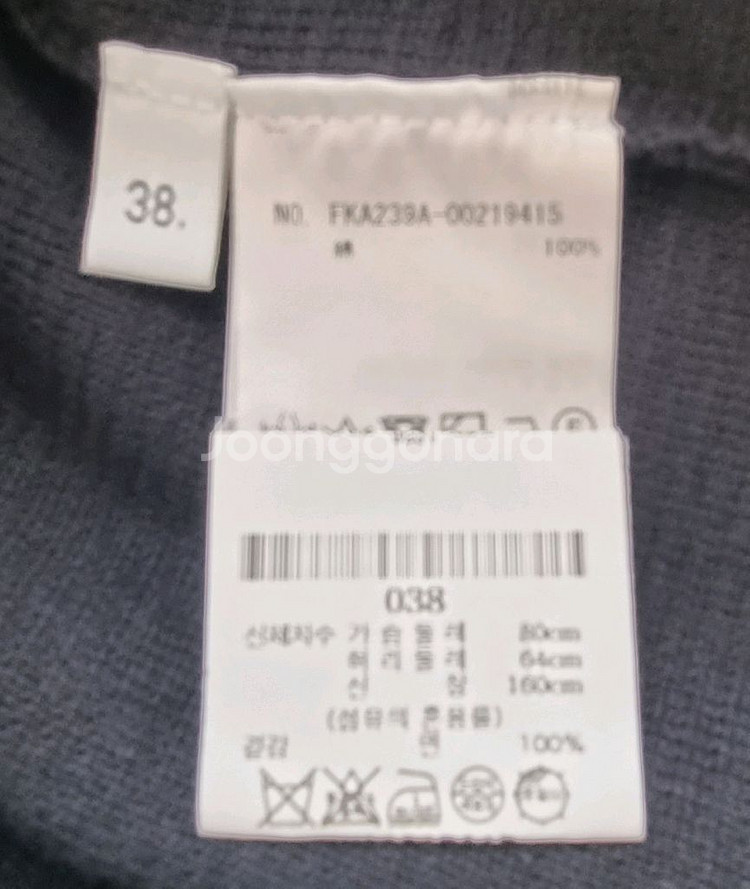 38.
NO. FKA239A-00219415
綿 100%
Joonggonara
038
신체치수 가슴둘레 80cm
허리둘레 64cm
신장 160cm
(섬유의 혼용률)
겉감 면 100%